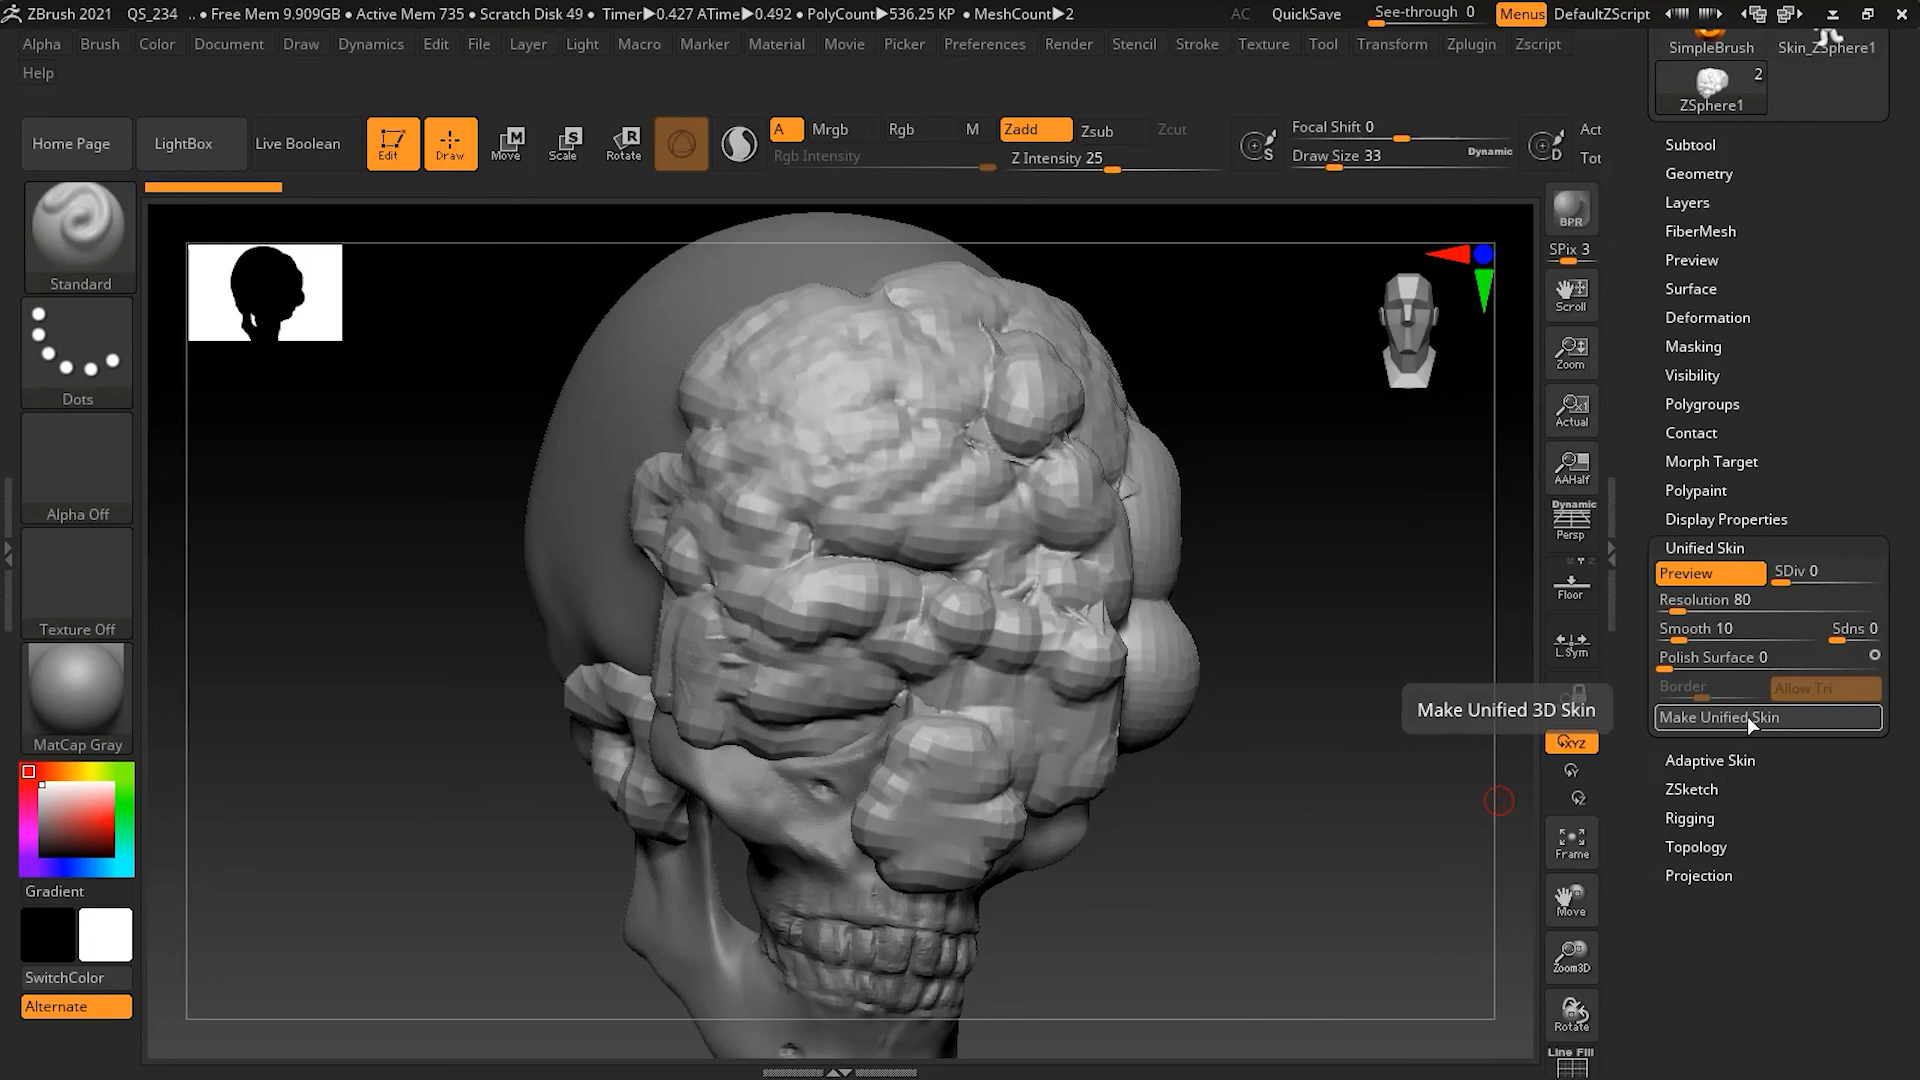 ZBrush 2021 QS_234 .. • Free Mem 9.909GB • Active Mem 735 • Scratch Disk 49 • Timer▶0.427 ATime▶0.492 • PolyCount▶536.25 KP • MeshCount▶2 AC QuickSave See-through 0 Menus DefaultZScript
Alpha Brush Color Document Draw Dynamics Edit File Layer Light Macro Marker Material Movie Picker Preferences Render Stencil Stroke Texture Tool Transform Zplugin Zscript
Help
SimpleBrush Skin_ZSphere1
2
ZSphere1
Home Page LightBox Live Boolean Edit Draw Move Scale Rotate
A Mrgb Rgb M Zadd Zsub Zcut
Rgb Intensity Z Intensity 25
Focal Shift 0
Draw Size 33 Dynamic
Act
Tot
S
D
Standard
Dots
Alpha Off
Texture Off
MatCap Gray
Gradient
SwitchColor
Alternate
BPR
SPix 3
Scroll
Zoom
Actual
AAHalf
Dynamic
Persp
Floor
L.Sym
XYZ
Y
Z
Frame
Move
Zoom3D
Rotate
Line Fill
Make Unified 3D Skin
Subtool
Geometry
Layers
FiberMesh
Preview
Surface
Deformation
Masking
Visibility
Polygroups
Contact
Morph Target
Polypaint
Display Properties
Unified Skin
Preview SDiv 0
Resolution 80
Smooth 10 Sdns 0
Polish Surface 0
Border Allow Tri
Make Unified Skin
Adaptive Skin
ZSketch
Rigging
Topology
Projection